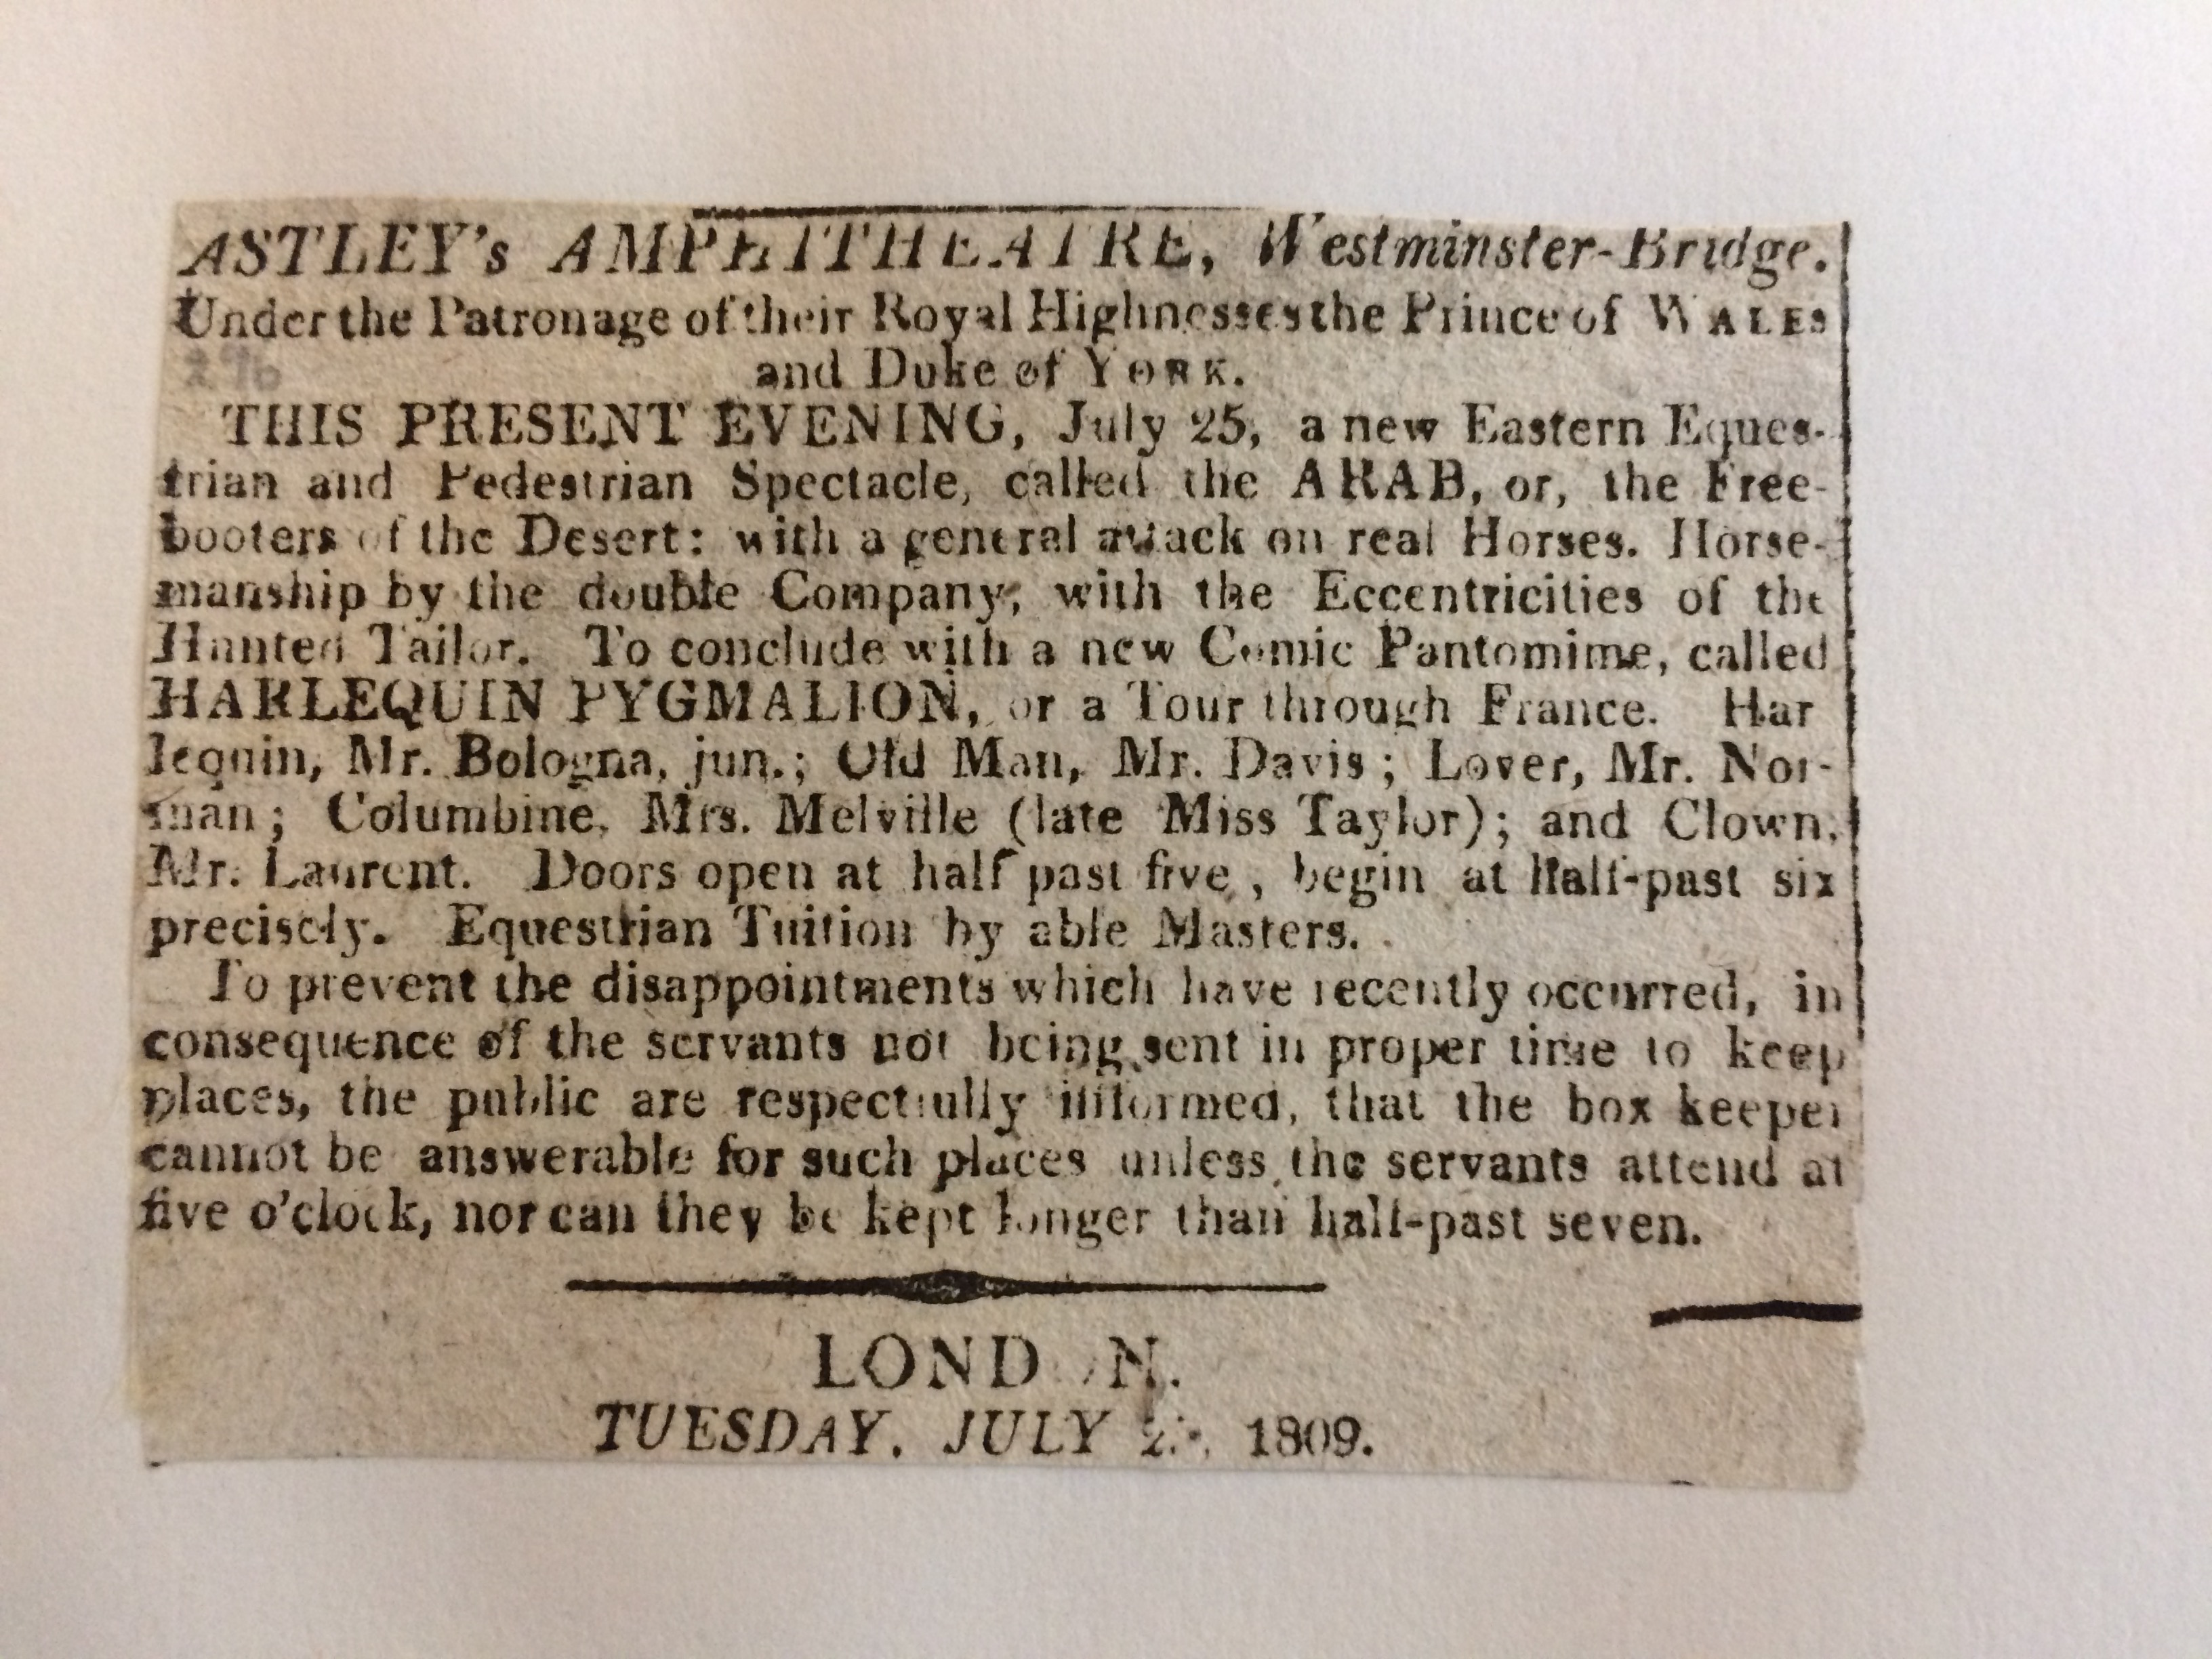 ASTLEY's AMPHITHEATRE, Westminster-Bridge.
Under the Patronage of their Royal Highnesses the Prince of WALES
296
and Duke of YORK.
THIS PRESENT EVENING, July 25, a new Eastern Eques-
trian and Pedestrian Spectacle, called the ARAB, or, the Free-
booters of the Desert: with a general attack on real Horses. Horse-
manship by the double Company, with the Eccentricities of the
Hunted Tailor. To conclude with a new Comic Pantomime, called
HARLEQUIN PYGMALION, or a Tour through France. Har
lequin, Mr. Bologna, jun.; Old Man, Mr. Davis; Lover, Mr. Nor-
man; Columbine, Mrs. Melville (late Miss Taylor); and Clown,
Mr. Laurent. Doors open at half past five, begin at half-past six
precisely. Equestrian Tuition by able Masters.
To prevent the disappointments which have recently occurred, in
consequence of the servants not being sent in proper time to keep
places, the public are respectfully informed, that the box keeper
cannot be answerable for such places unless the servants attend at
five o'clock, nor can they be kept longer than half-past seven.
LOND N.
TUESDAY, JULY 1809.